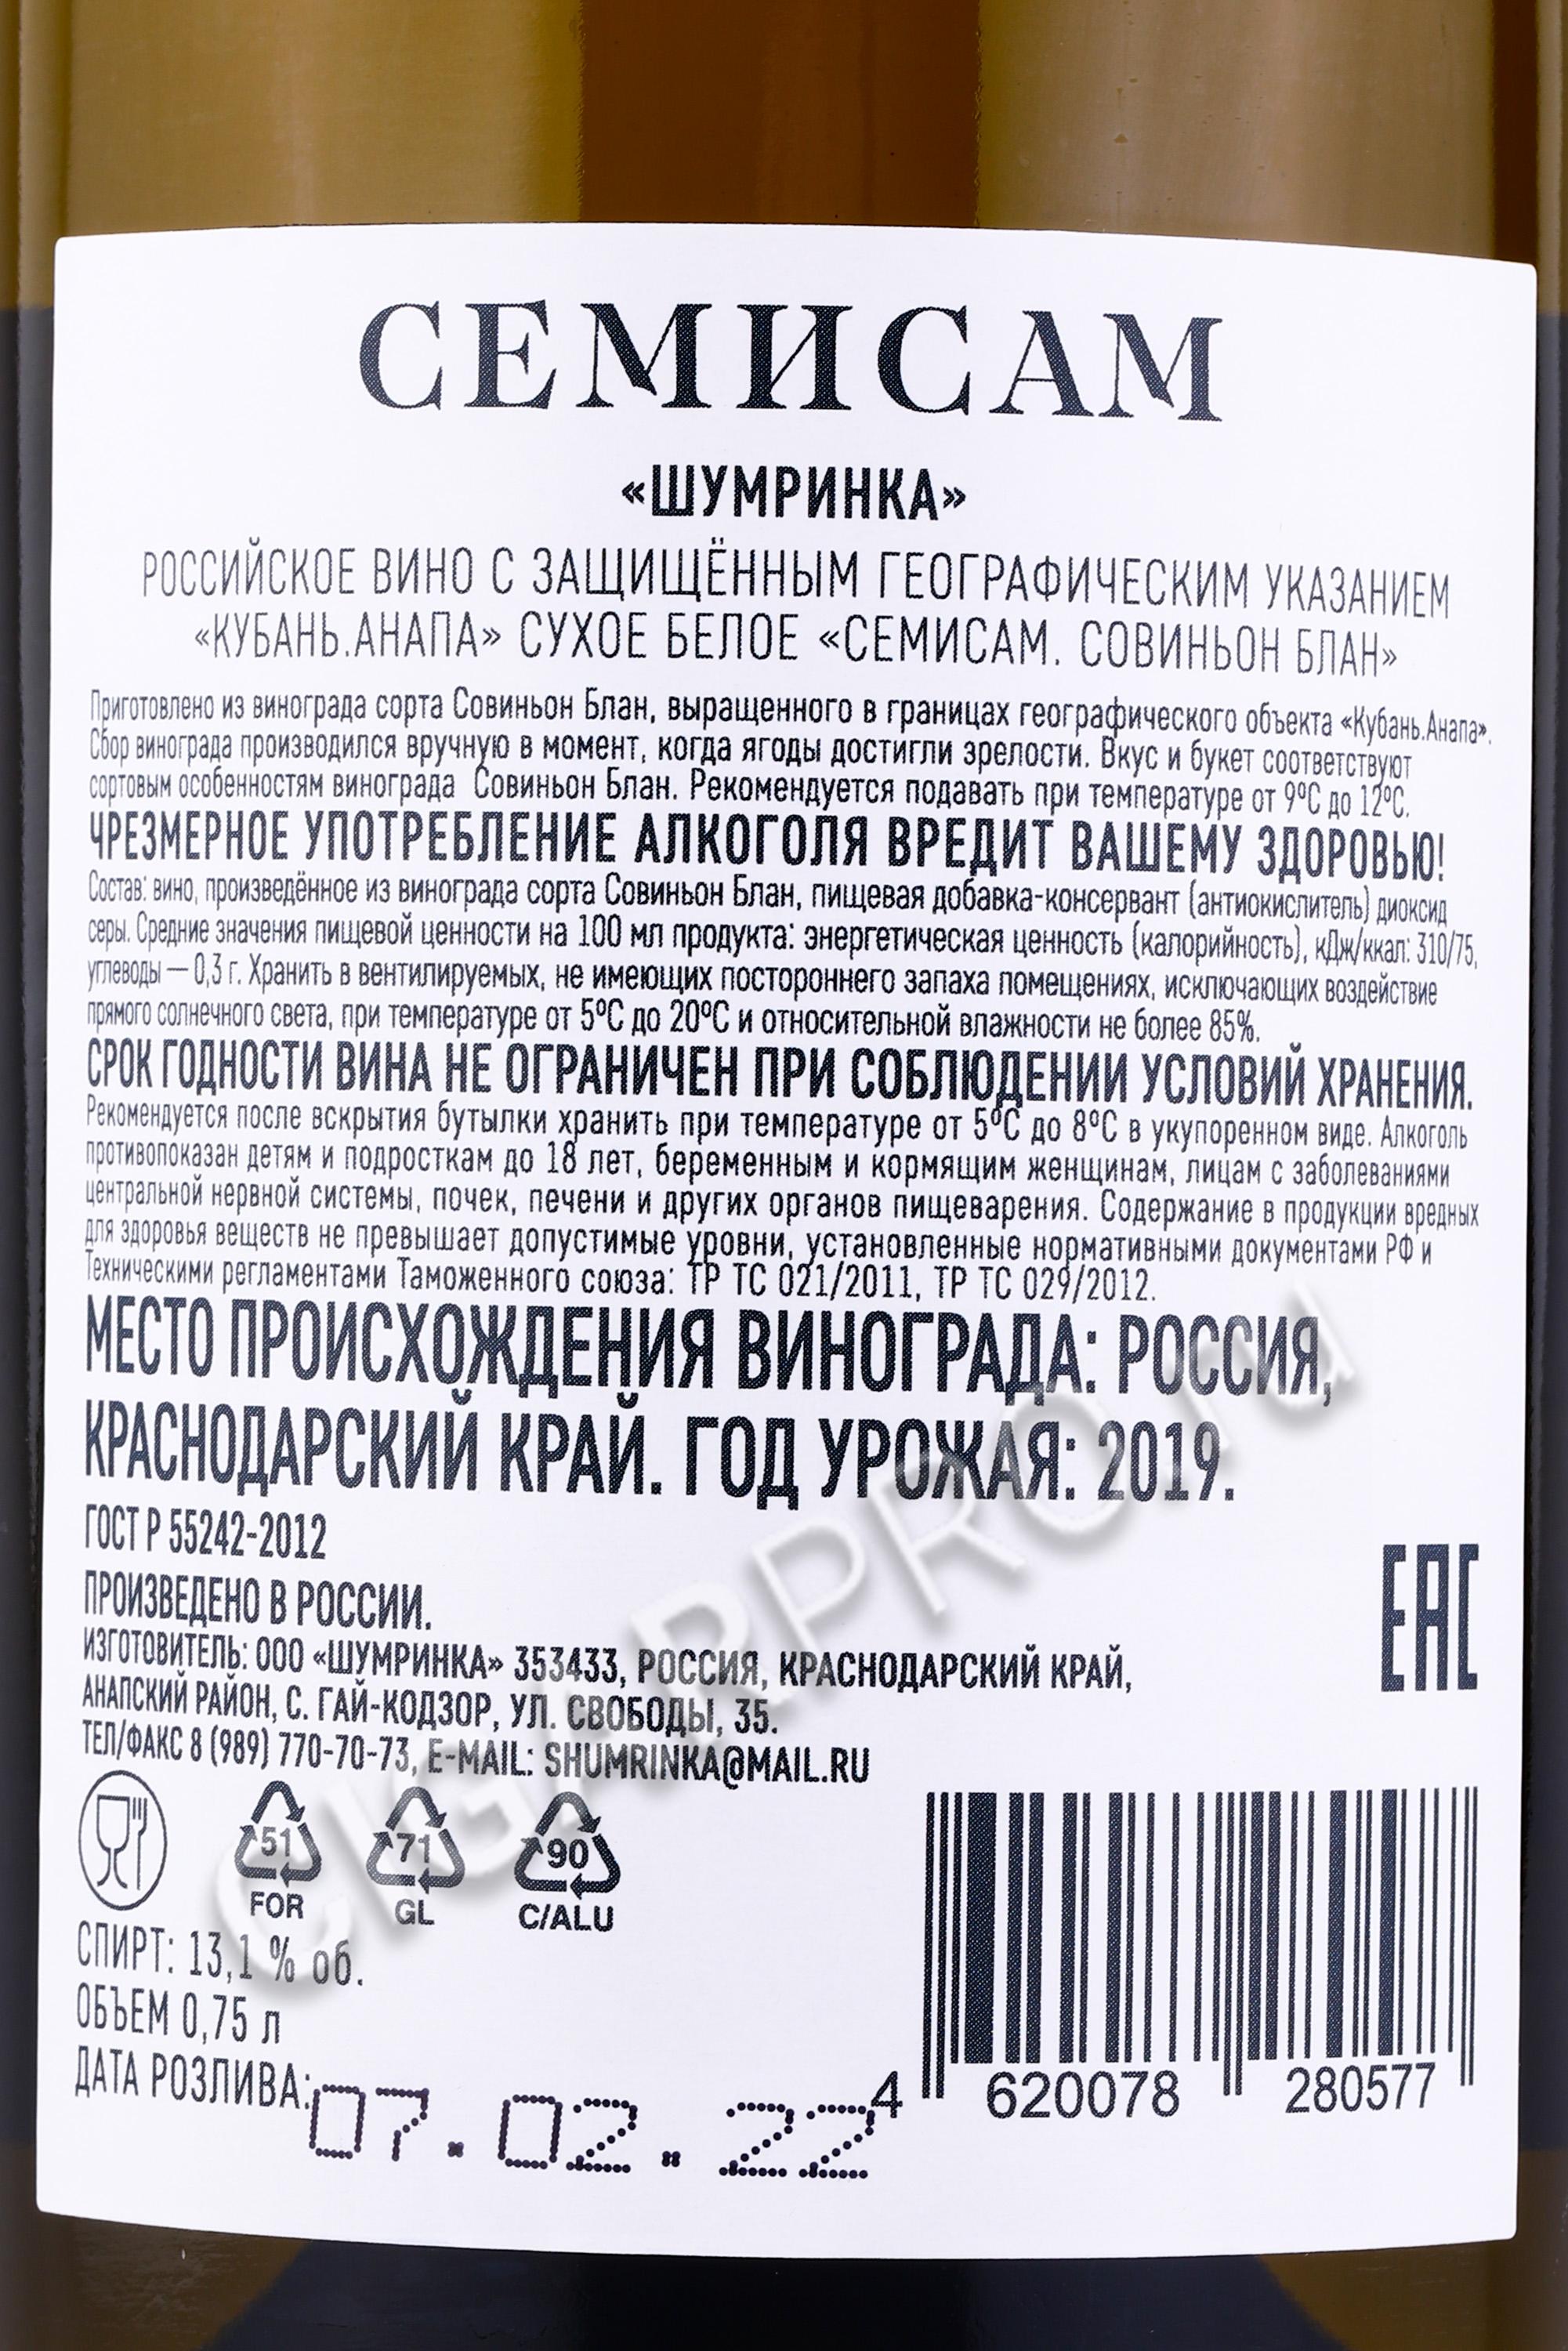 СЕМИСАМ
«ШУМРИНКА»
РОССИЙСКОЕ ВИНО С ЗАЩИЩЁННЫМ ГЕОГРАФИЧЕСКИМ УКАЗАНИЕМ
«КУБАНЬ.АНАПА» СУХОЕ БЕЛОЕ «СЕМИСАМ. СОВИНЬОН БЛАН»
Приготовлено из винограда сорта Совиньон Блан, выращенного в границах географического объекта «Кубань.Анапа».
Сбор винограда производился вручную в момент, когда ягоды достигли зрелости. Вкус и букет соответствуют
сортовым особенностям винограда Совиньон Блан. Рекомендуется подавать при температуре от 9°С до 12°С.
ЧРЕЗМЕРНОЕ УПОТРЕБЛЕНИЕ АЛКОГОЛЯ ВРЕДИТ ВАШЕМУ ЗДОРОВЬЮ!
Состав: вино, произведённое из винограда сорта Совиньон Блан, пищевая добавка-консервант (антиокислитель) диоксид
серы. Средние значения пищевой ценности на 100 мл продукта: энергетическая ценность (калорийность), кДж/ккал: 310/75,
углеводы – 0,3 г. Хранить в вентилируемых, не имеющих постороннего запаха помещениях, исключающих воздействие
прямого солнечного света, при температуре от 5°С до 20°С и относительной влажности не более 85%.
СРОК ГОДНОСТИ ВИНА НЕ ОГРАНИЧЕН ПРИ СОБЛЮДЕНИИ УСЛОВИЙ ХРАНЕНИЯ.
Рекомендуется после вскрытия бутылки хранить при температуре от 5°С до 8°С в укупоренном виде. Алкоголь
противопоказан детям и подросткам до 18 лет, беременным и кормящим женщинам, лицам с заболеваниями
центральной нервной системы, почек, печени и других органов пищеварения. Содержание в продукции вредных
для здоровья веществ не превышает допустимые уровни, установленные нормативными документами РФ и
Техническими регламентами Таможенного союза: ТР ТС 021/2011, ТР ТС 029/2012.
МЕСТО ПРОИСХОЖДЕНИЯ ВИНОГРАДА: РОССИЯ,
КРАСНОДАРСКИЙ КРАЙ. ГОД УРОЖАЯ: 2019.
ГОСТ Р 55242-2012
ПРОИЗВЕДЕНО В РОССИИ.
ИЗГОТОВИТЕЛЬ: ООО «ШУМРИНКА» 353433, РОССИЯ, КРАСНОДАРСКИЙ КРАЙ,
АНАПСКИЙ РАЙОН, С. ГАЙ-КОДЗОР, УЛ. СВОБОДЫ, 35.
ТЕЛ/ФАКС 8 (989) 770-70-73, E-MAIL: SHUMRINKA@MAIL.RU
EAC
51 71 90
FOR GL C/ALU
СПИРТ: 13,1 % об.
ОБЪЕМ 0,75 л
ДАТА РОЗЛИВА: 07.02.22
4 620078 280577
CIGARPRO.ru